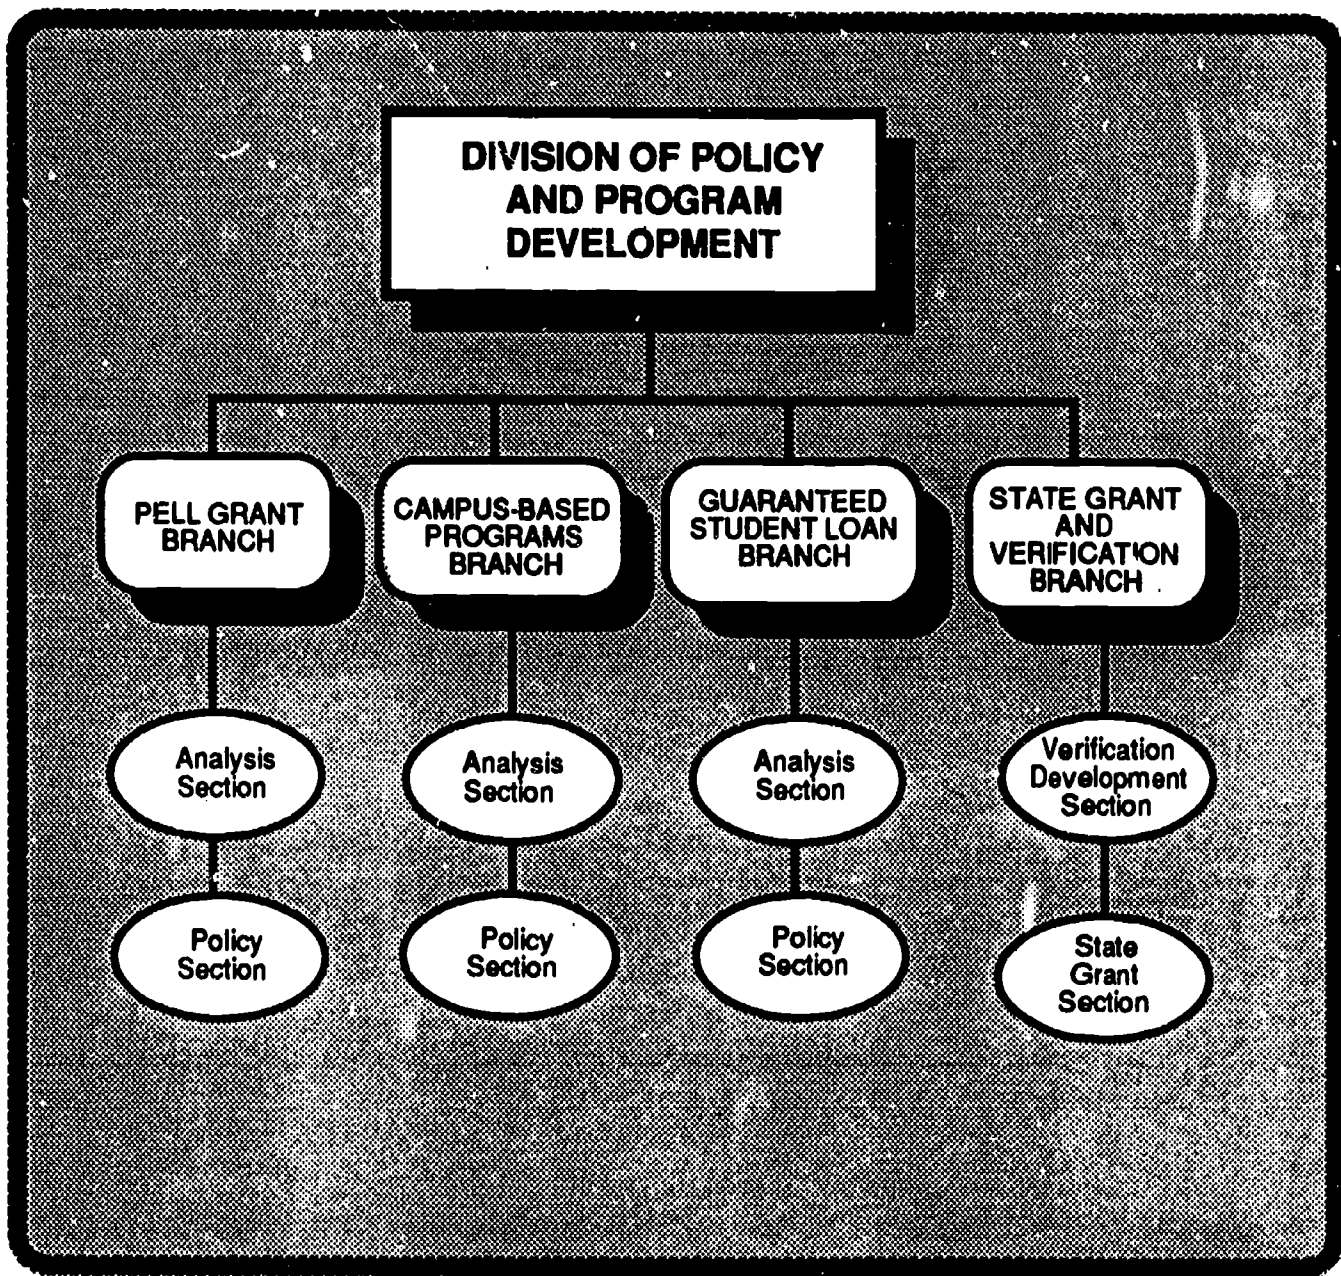 DIVISION OF POLICY
AND PROGRAM
DEVELOPMENT
PELL GRANT
BRANCH
CAMPUS-BASED
PROGRAMS
BRANCH
GUARANTEED
STUDENT LOAN
BRANCH
STATE GRANT
AND
VERIFICATION
BRANCH
Analysis
Section
Analysis
Section
Analysis
Section
Verification
Development
Section
Policy
Section
Policy
Section
Policy
Section
State
Grant
Section